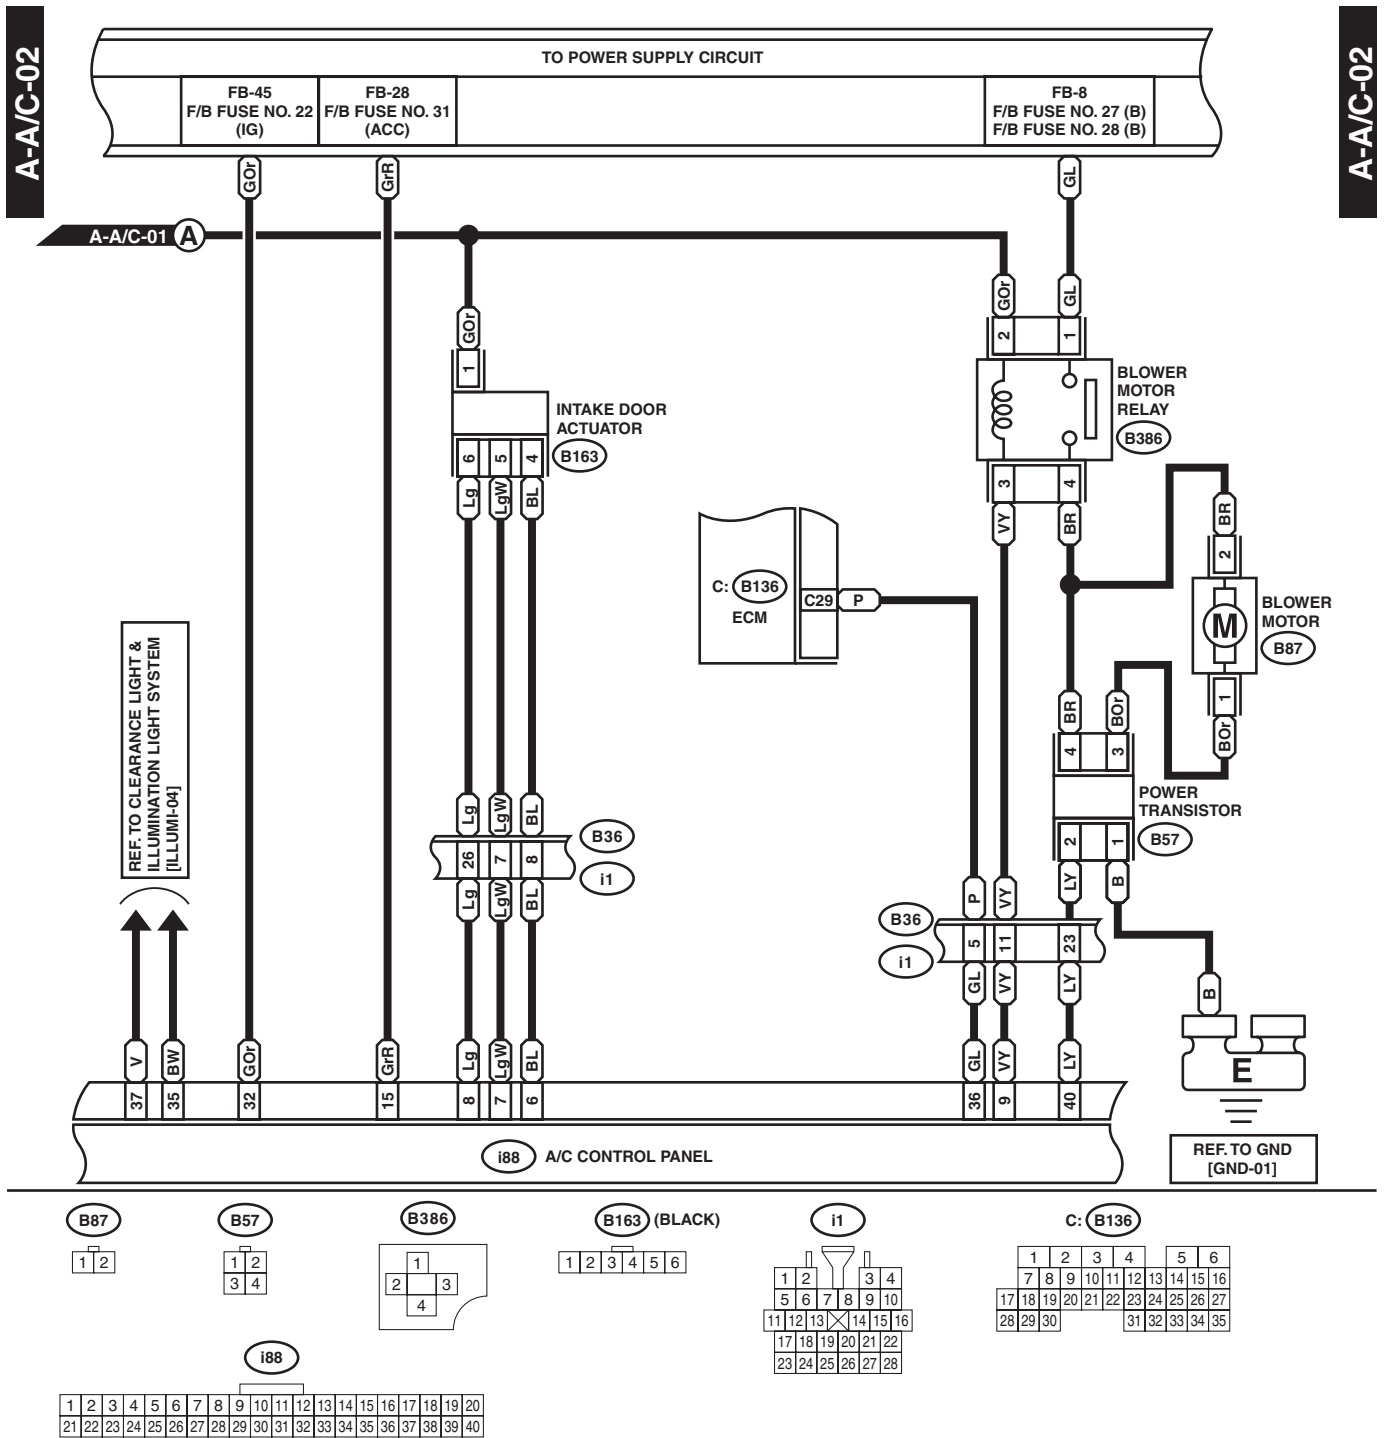 A-A/C-02
A-A/C-02
TO POWER SUPPLY CIRCUIT
FB-45
F/B FUSE NO. 22
(IG)
FB-28
F/B FUSE NO. 31
(ACC)
FB-8
F/B FUSE NO. 27 (B)
F/B FUSE NO. 28 (B)
GOr
GrR
GL
A-A/C-01 A
GOr
GL
2
1
GOr
1
BLOWER
MOTOR
RELAY
B386
INTAKE DOOR
ACTUATOR
B163
6
5
4
Lg
LgW
BL
3
4
VY
BR
BR
2
C: B136
ECM
C29
P
M
BLOWER
MOTOR
B87
1
BOr
REF. TO CLEARANCE LIGHT &
ILLUMINATION LIGHT SYSTEM
[ILLUMI-04]
BR
BOr
4
3
POWER
TRANSISTOR
B57
2
1
LY
B
Lg
LgW
BL
B36
26
7
8
i1
Lg
LgW
BL
P
VY
B36
5
11
23
i1
GL
VY
LY
B
E
REF. TO GND
[GND-01]
V
BW
GOr
GrR
Lg
LgW
BL
GL
VY
LY
37
35
32
15
8
7
6
36
9
40
i88 A/C CONTROL PANEL
B87
1 2
B57
1 2
3 4
B386
1
2 3
4
B163 (BLACK)
1 2 3 4 5 6
i1
1 2 3 4
5 6 7 8 9 10
11 12 13 14 15 16
17 18 19 20 21 22
23 24 25 26 27 28
C: B136
1 2 3 4 5 6
7 8 9 10 11 12 13 14 15 16
17 18 19 20 21 22 23 24 25 26 27
28 29 30 31 32 33 34 35
i88
1 2 3 4 5 6 7 8 9 10 11 12 13 14 15 16 17 18 19 20
21 22 23 24 25 26 27 28 29 30 31 32 33 34 35 36 37 38 39 40